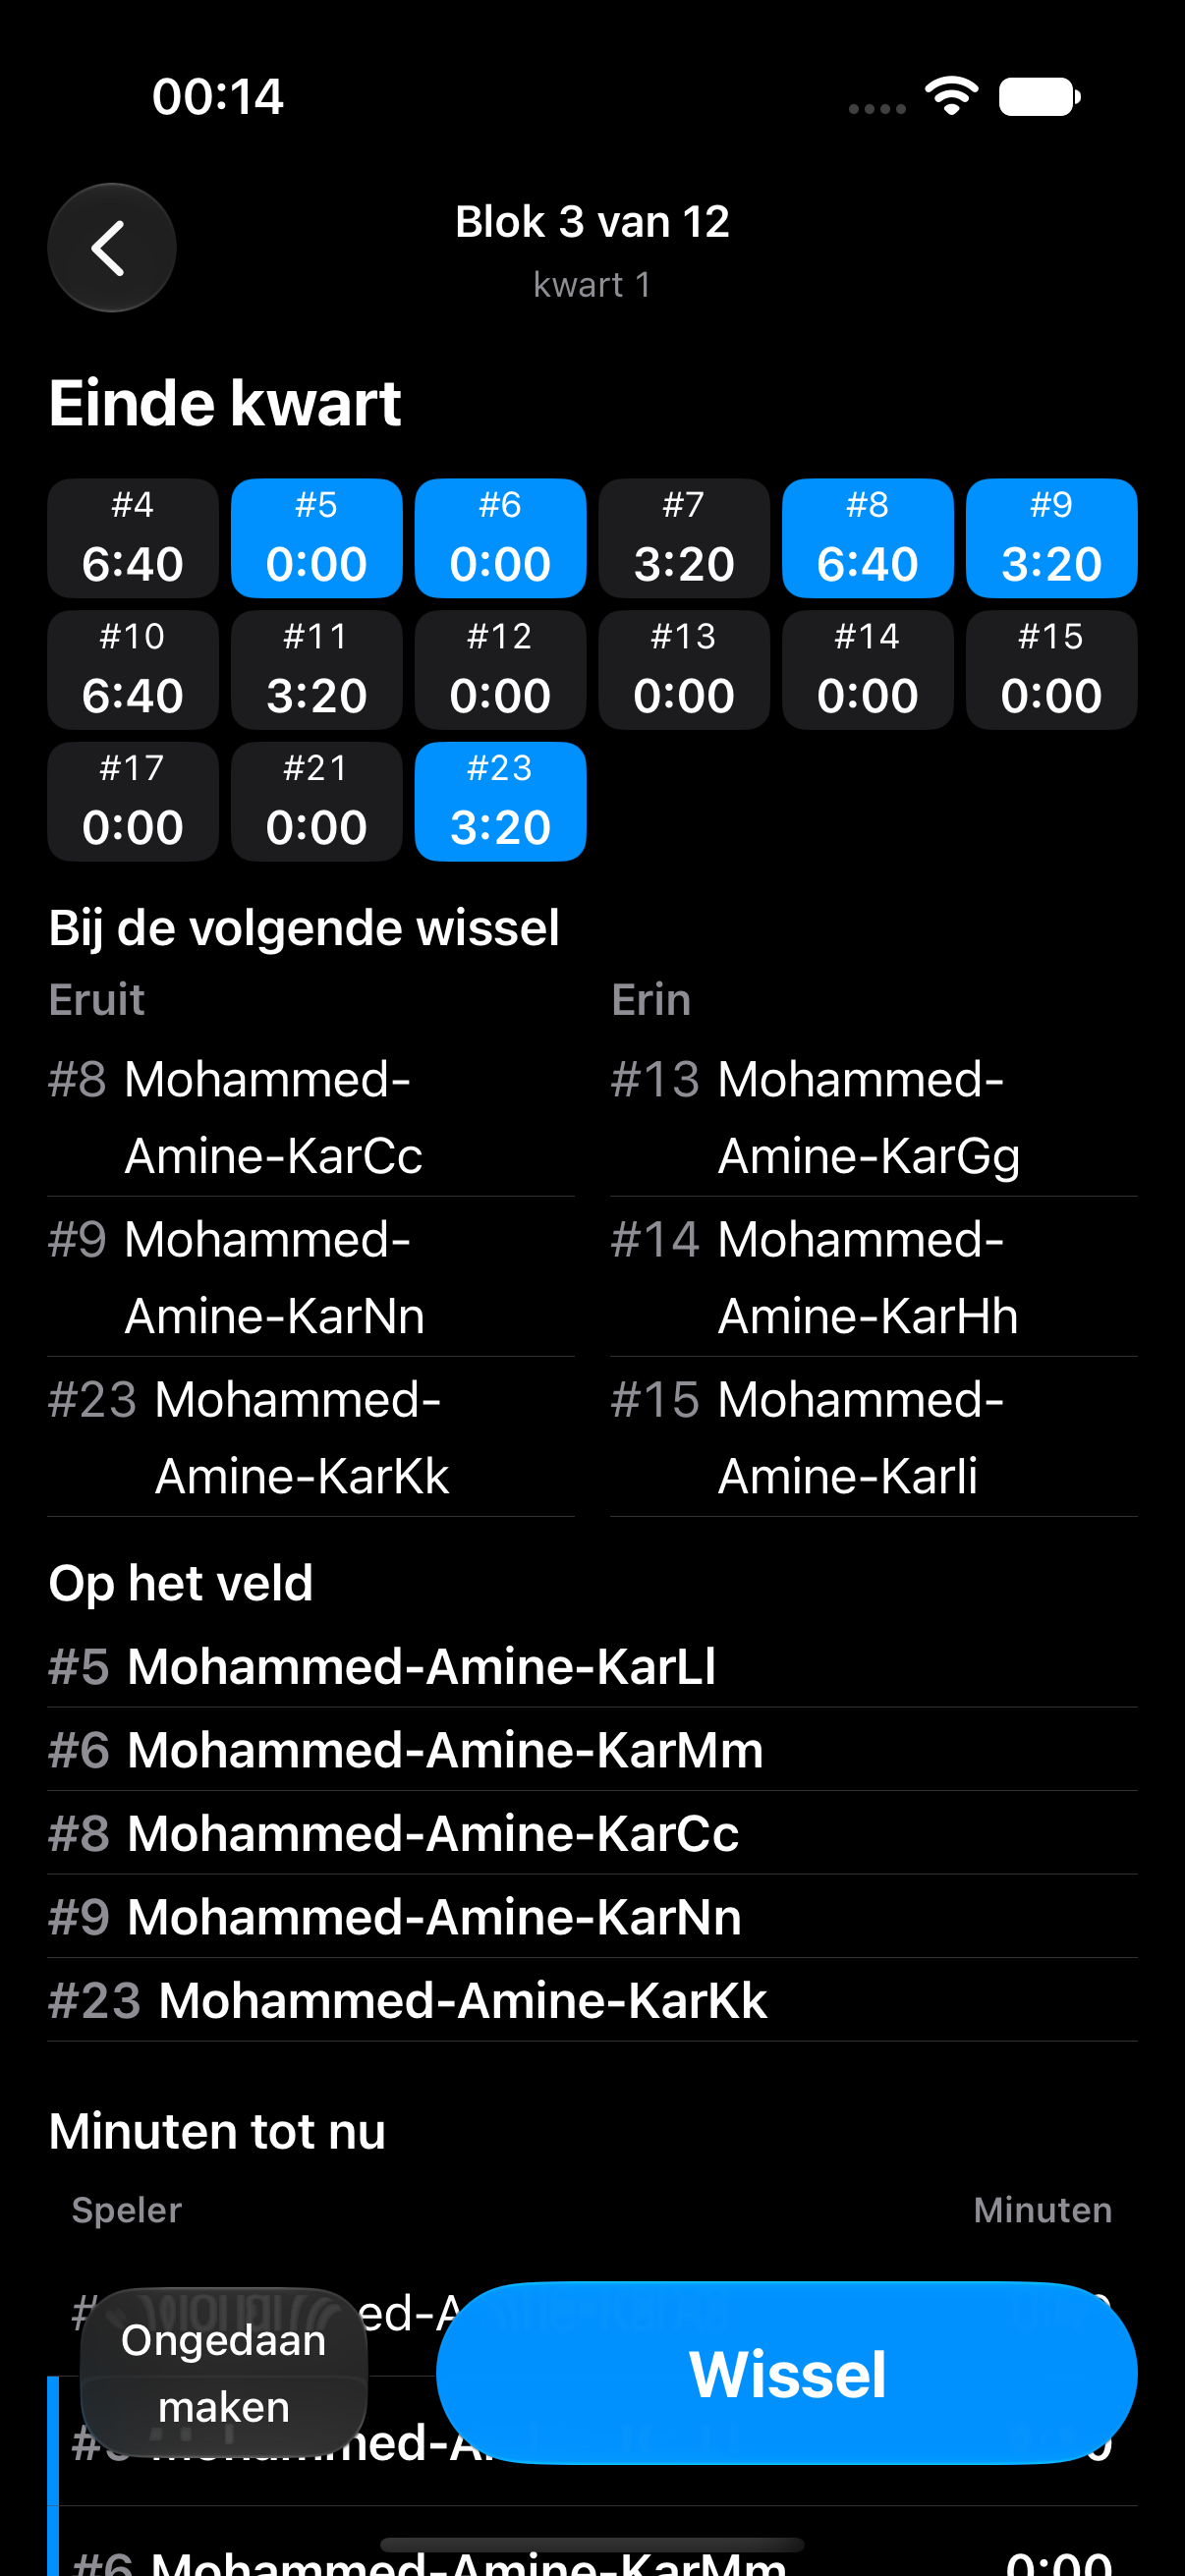 00:14
Blok 3 van 12
kwart 1
Einde kwart
#4 #5 #6 #7 #8 #9
6:40 0:00 0:00 3:20 6:40 3:20
#10 #11 #12 #13 #14 #15
6:40 3:20 0:00 0:00 0:00 0:00
#17 #21 #23
0:00 0:00 3:20
Bij de volgende wissel
Eruit
#8 Mohammed-
Amine-KarCc
#9 Mohammed-
Amine-KarNn
#23 Mohammed-
Amine-KarKk
Erin
#13 Mohammed-
Amine-KarGg
#14 Mohammed-
Amine-KarHh
#15 Mohammed-
Amine-KarIi
Op het veld
#5 Mohammed-Amine-KarLl
#6 Mohammed-Amine-KarMm
#8 Mohammed-Amine-KarCc
#9 Mohammed-Amine-KarNn
#23 Mohammed-Amine-KarKk
Minuten tot nu
Speler Minuten
Ongedaan
maken
Wissel
#6 Mohammed-Amine-KarMm 0:00